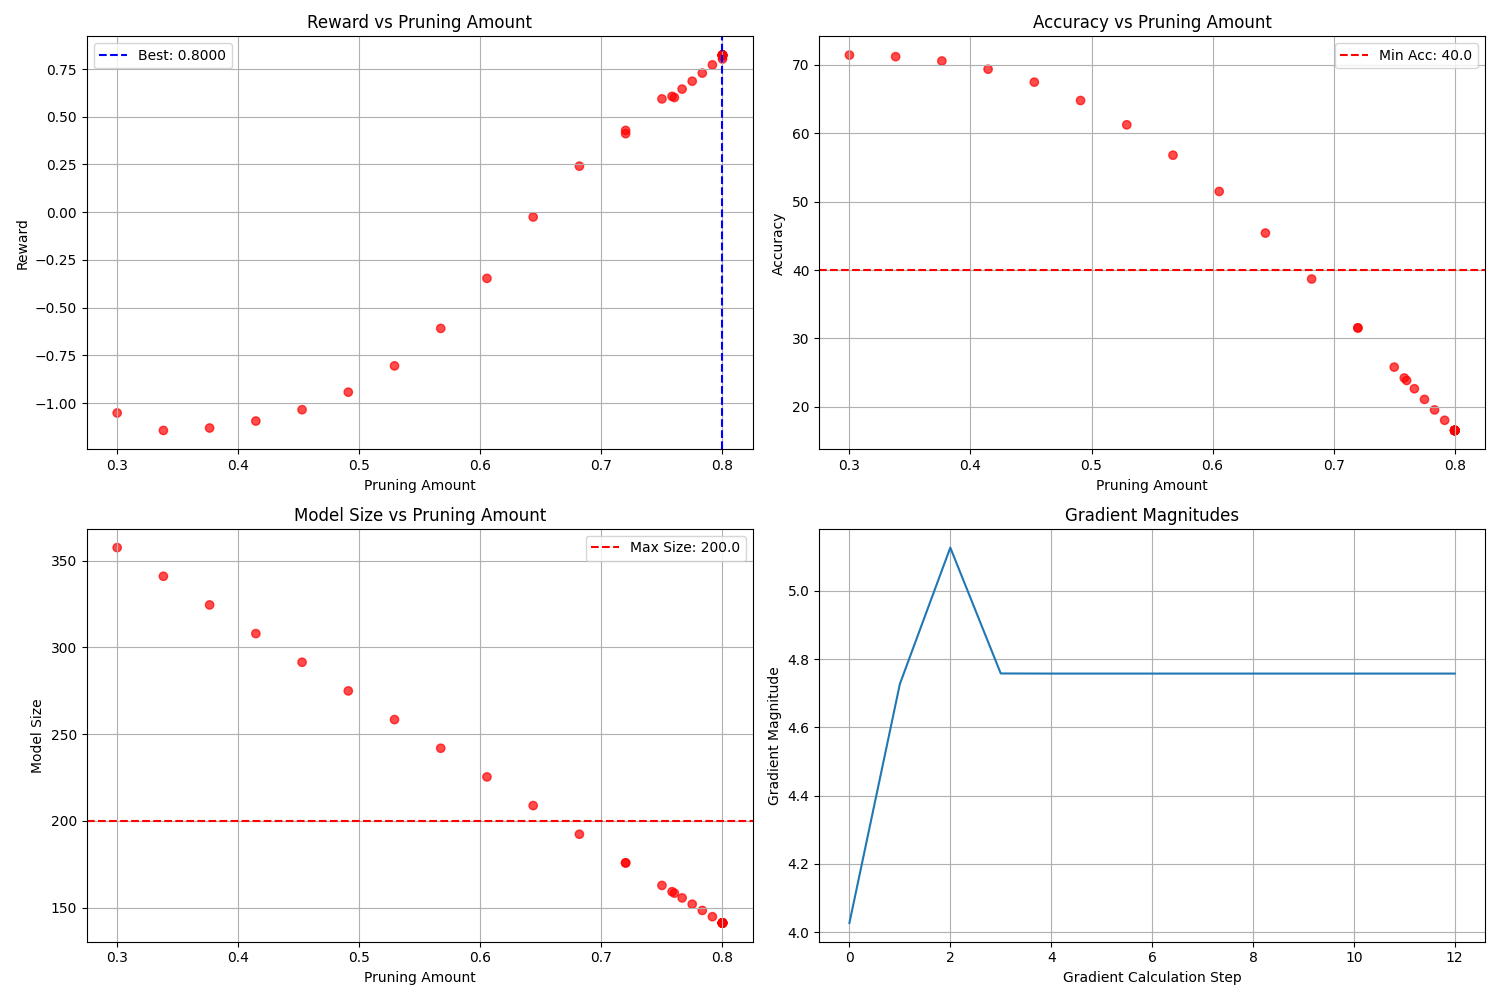 Reward vs Pruning Amount
Best: 0.8000
0.75
0.50
0.25
0.00
−0.25
−0.50
−0.75
−1.00
Reward
0.3 0.4 0.5 0.6 0.7 0.8
Pruning Amount
Accuracy vs Pruning Amount
Min Acc: 40.0
70
60
50
40
30
20
Accuracy
0.3 0.4 0.5 0.6 0.7 0.8
Pruning Amount
Model Size vs Pruning Amount
Max Size: 200.0
350
300
250
200
150
Model Size
0.3 0.4 0.5 0.6 0.7 0.8
Pruning Amount
Gradient Magnitudes
5.0
4.8
4.6
4.4
4.2
4.0
Gradient Magnitude
0 2 4 6 8 10 12
Gradient Calculation Step